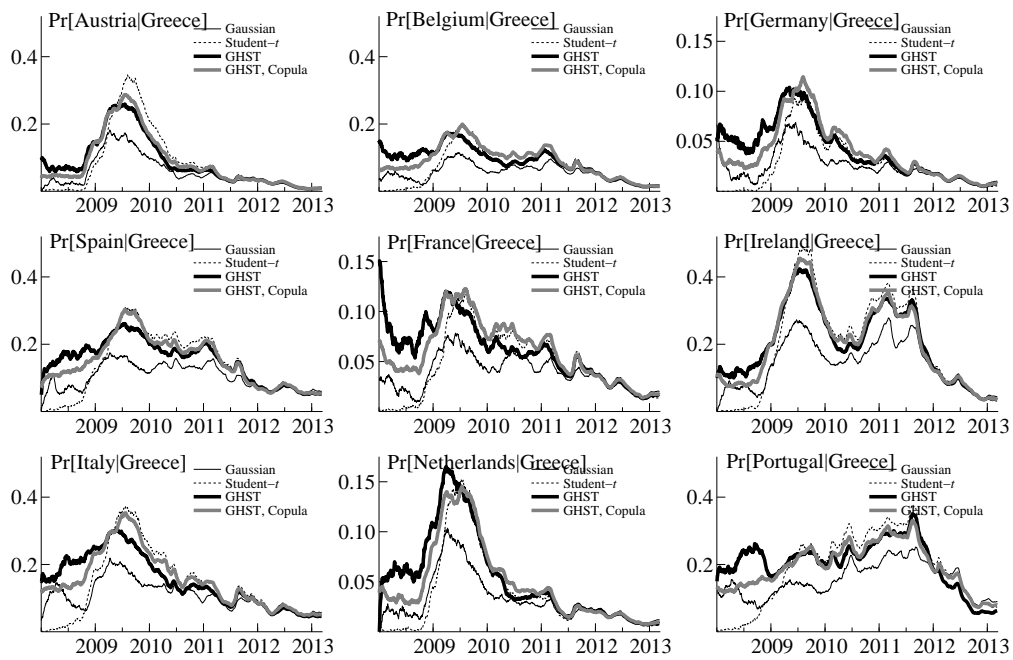 Pr[Austria|Greece]
Gaussian
Student−t
GHST
GHST, Copula
0.4
0.2
2009 2010 2011 2012 2013
Pr[Belgium|Greece]
Gaussian
Student−t
GHST
GHST, Copula
0.4
0.2
2009 2010 2011 2012 2013
Pr[Germany|Greece]
Gaussian
Student−t
GHST
GHST, Copula
0.15
0.10
0.05
2009 2010 2011 2012 2013
Pr[Spain|Greece]
Gaussian
Student−t
GHST
GHST, Copula
0.4
0.2
2009 2010 2011 2012 2013
Pr[France|Greece]
Gaussian
Student−t
GHST
GHST, Copula
0.15
0.10
0.05
2009 2010 2011 2012 2013
Pr[Ireland|Greece]
Gaussian
Student−t
GHST
GHST, Copula
0.4
0.2
2009 2010 2011 2012 2013
Pr[Italy|Greece]
Gaussian
Student−t
GHST
GHST, Copula
0.4
0.2
2009 2010 2011 2012 2013
Pr[Netherlands|Greece]
Gaussian
Student−t
GHST
GHST, Copula
0.15
0.10
0.05
2009 2010 2011 2012 2013
Pr[Portugal|Greece]
Gaussian
Student−t
GHST
GHST, Copula
0.4
0.2
2009 2010 2011 2012 2013